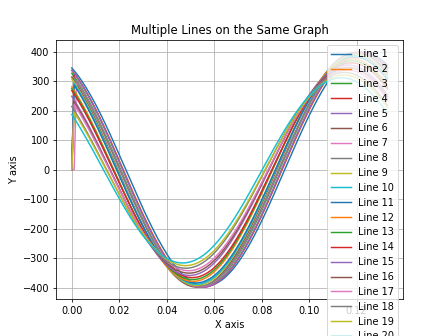 Multiple Lines on the Same Graph
Y axis
400
300
200
100
0
−100
−200
−300
−400
0.00
0.02
0.04
0.06
0.08
0.10
X axis
Line 1
Line 2
Line 3
Line 4
Line 5
Line 6
Line 7
Line 8
Line 9
Line 10
Line 11
Line 12
Line 13
Line 14
Line 15
Line 16
Line 17
Line 18
Line 19
Line 20